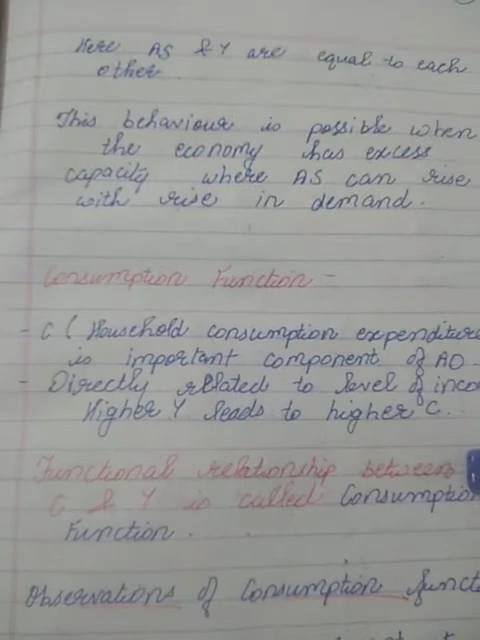 Here AS & Y are equal to each
other.
This behaviour is possible when
the economy has excess
capacity where AS can rise
with rise in demand.
Consumption Function -
- C ( Household consumption expenditure
is important component of AD.
- Directly related to level of inco
Higher Y leads to higher C.
Functional relationship between
C & Y is called Consumption
Function.
Observations of Consumption funct